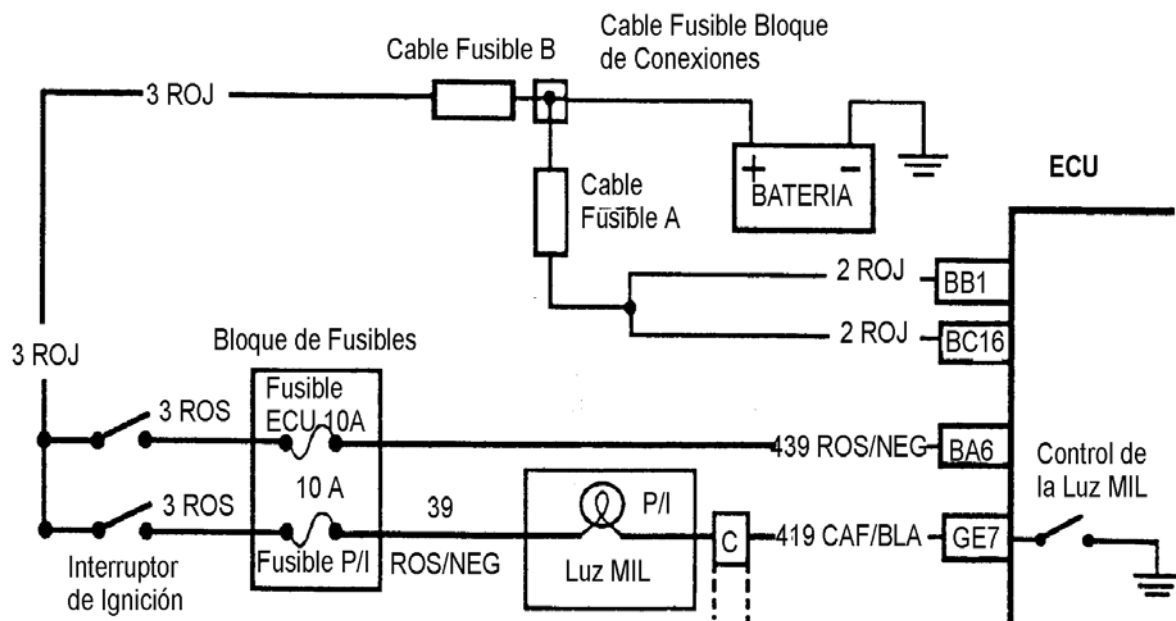 Cable Fusible B
Cable Fusible Bloque
de Conexiones
3 ROJ
Cable
Fusible A
+ -
BATERIA
ECU
2 ROJ
BB1
2 ROJ
BC16
3 ROJ
Bloque de Fusibles
3 ROS
Fusible
ECU 10A
439 ROS/NEG
BA6
Control de
la Luz MIL
3 ROS
10 A
Fusible P/I
39
ROS/NEG
P/I
Luz MIL
C
419 CAF/BLA
GE7
Interruptor
de Ignición